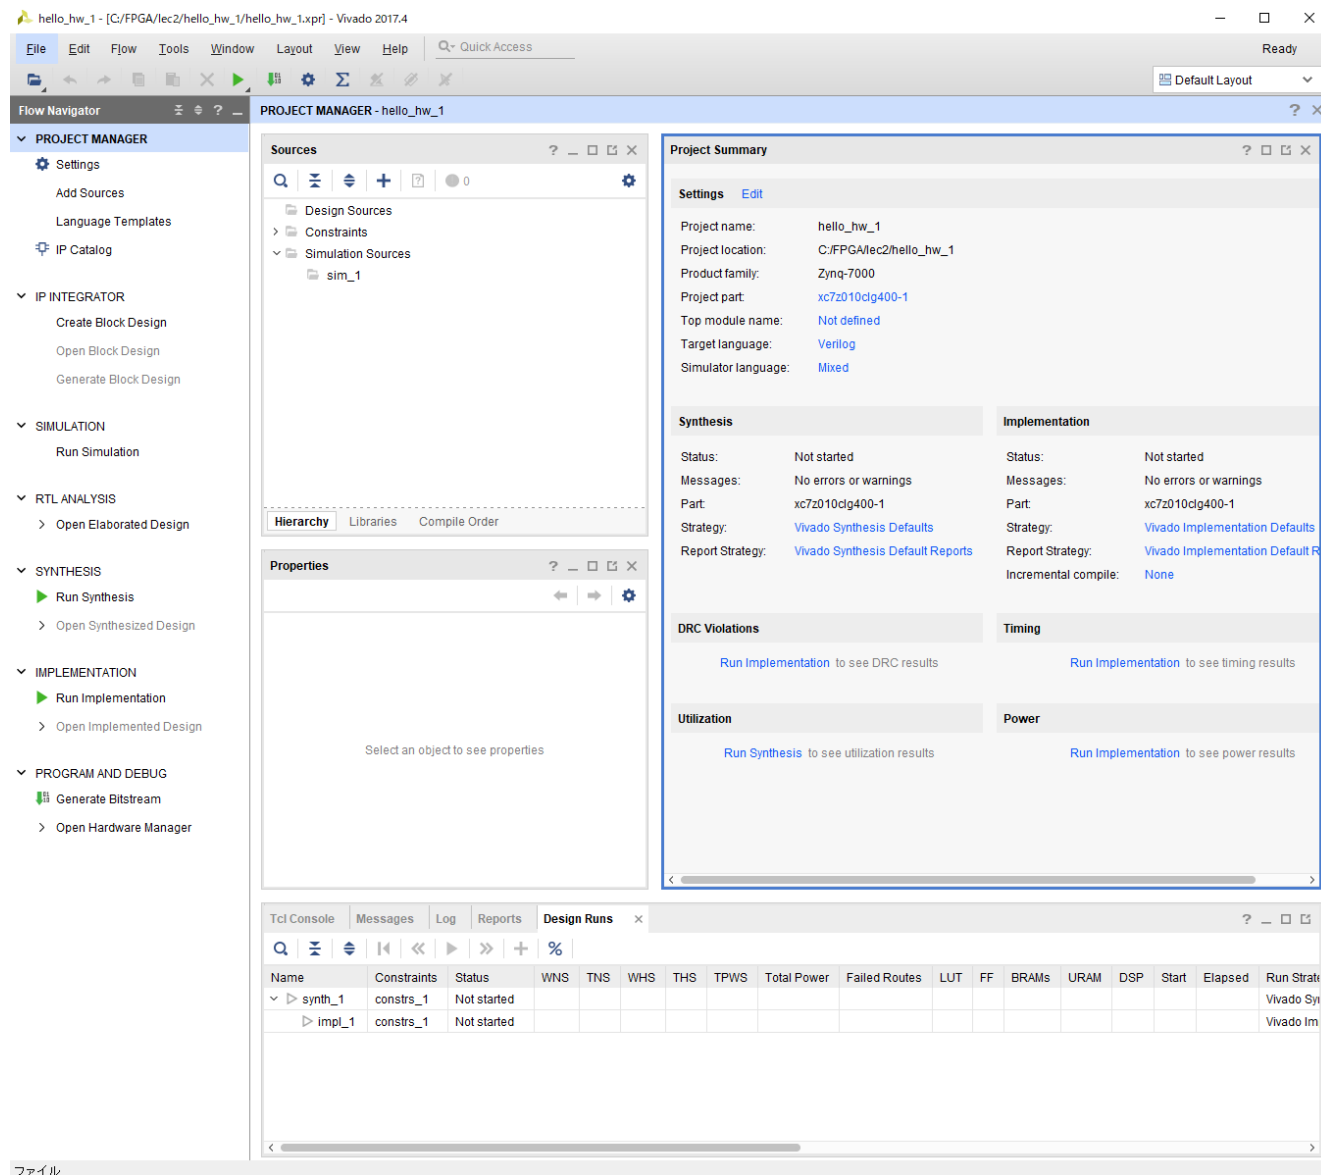 hello_hw_1 - [C:/FPGA/lec2/hello_hw_1/hello_hw_1.xpr] - Vivado 2017.4
File Edit Flow Tools Window Layout View Help Quick Access Ready
Default Layout
Flow Navigator
PROJECT MANAGER - hello_hw_1
PROJECT MANAGER
Settings
Add Sources
Language Templates
IP Catalog
IP INTEGRATOR
Create Block Design
Open Block Design
Generate Block Design
SIMULATION
Run Simulation
RTL ANALYSIS
Open Elaborated Design
SYNTHESIS
Run Synthesis
Open Synthesized Design
IMPLEMENTATION
Run Implementation
Open Implemented Design
PROGRAM AND DEBUG
Generate Bitstream
Open Hardware Manager
Sources
0
Design Sources
Constraints
Simulation Sources
sim_1
Hierarchy Libraries Compile Order
Properties
Select an object to see properties
Project Summary
Settings Edit
Project name: hello_hw_1
Project location: C:/FPGA/lec2/hello_hw_1
Product family: Zynq-7000
Project part: xc7z010clg400-1
Top module name: Not defined
Target language: Verilog
Simulator language: Mixed
Synthesis
Status: Not started
Messages: No errors or warnings
Part: xc7z010clg400-1
Strategy: Vivado Synthesis Defaults
Report Strategy: Vivado Synthesis Default Reports
Implementation
Status: Not started
Messages: No errors or warnings
Part: xc7z010clg400-1
Strategy: Vivado Implementation Defaults
Report Strategy: Vivado Implementation Default R
Incremental compile: None
DRC Violations
Run Implementation to see DRC results
Timing
Run Implementation to see timing results
Utilization
Run Synthesis to see utilization results
Power
Run Implementation to see power results
Tcl Console Messages Log Reports Design Runs
Name Constraints Status WNS TNS WHS THS TPWS Total Power Failed Routes LUT FF BRAMs URAM DSP Start Elapsed Run Strate
synth_1 constrs_1 Not started Vivado Syn
impl_1 constrs_1 Not started Vivado Im
ファイル